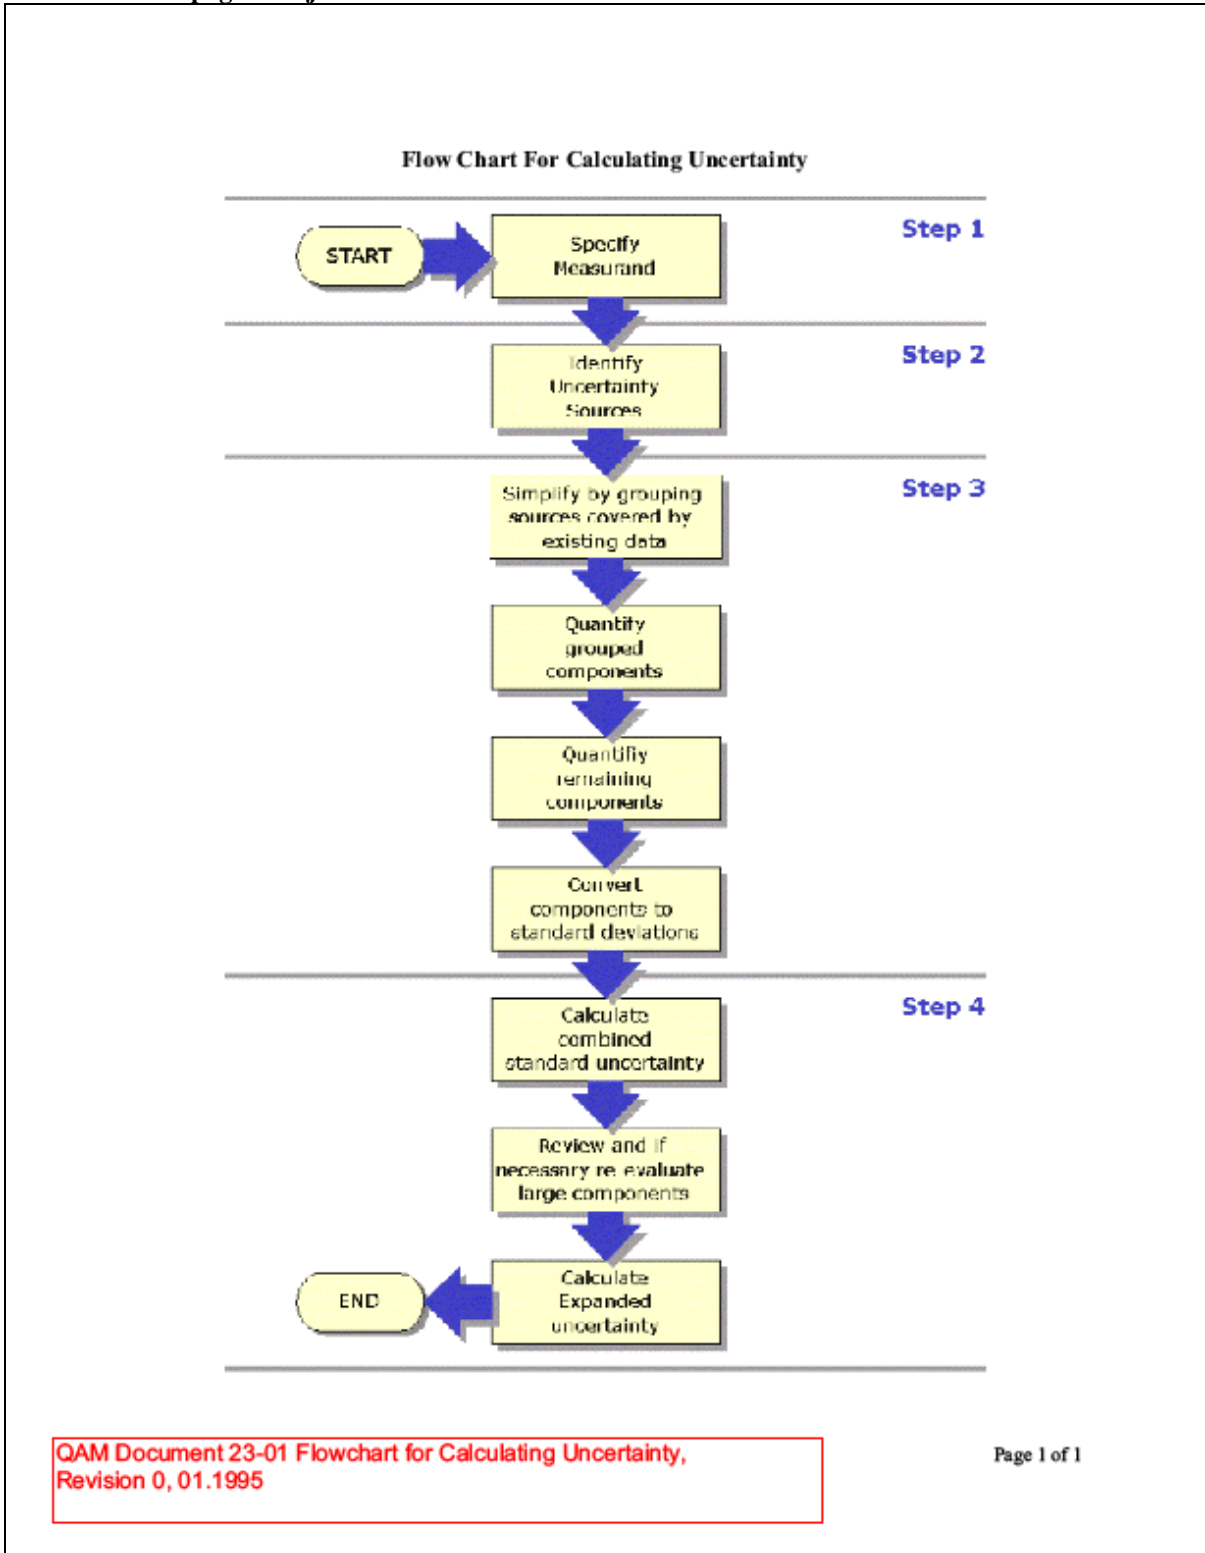 Flow Chart For Calculating Uncertainty
Step 1
START
Specify
Measurand
Step 2
Identify
Uncertainty
Sources
Step 3
Simplify by grouping
sources covered by
existing data
Quantify
grouped
components
Quantifiy
remaining
components
Convert
components to
standard deviations
Step 4
Calculate
combined
standard uncertainty
Review and if
necessary re evaluate
large components
END
Calculate
Expanded
uncertainty
QAM Document 23-01 Flowchart for Calculating Uncertainty,
Revision 0, 01.1995
Page 1 of 1